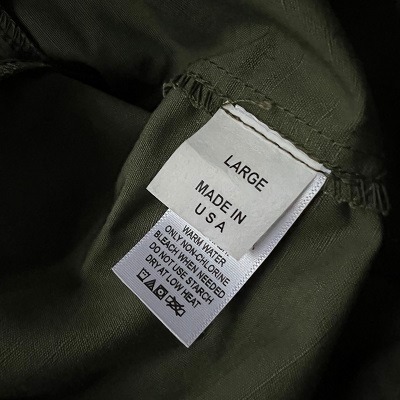 LARGE
MADE IN
U S A
WARM WATER
ONLY NON-CHLORINE
BLEACH WHEN NEEDED
DO NOT USE STARCH
DRY AT LOW HEAT